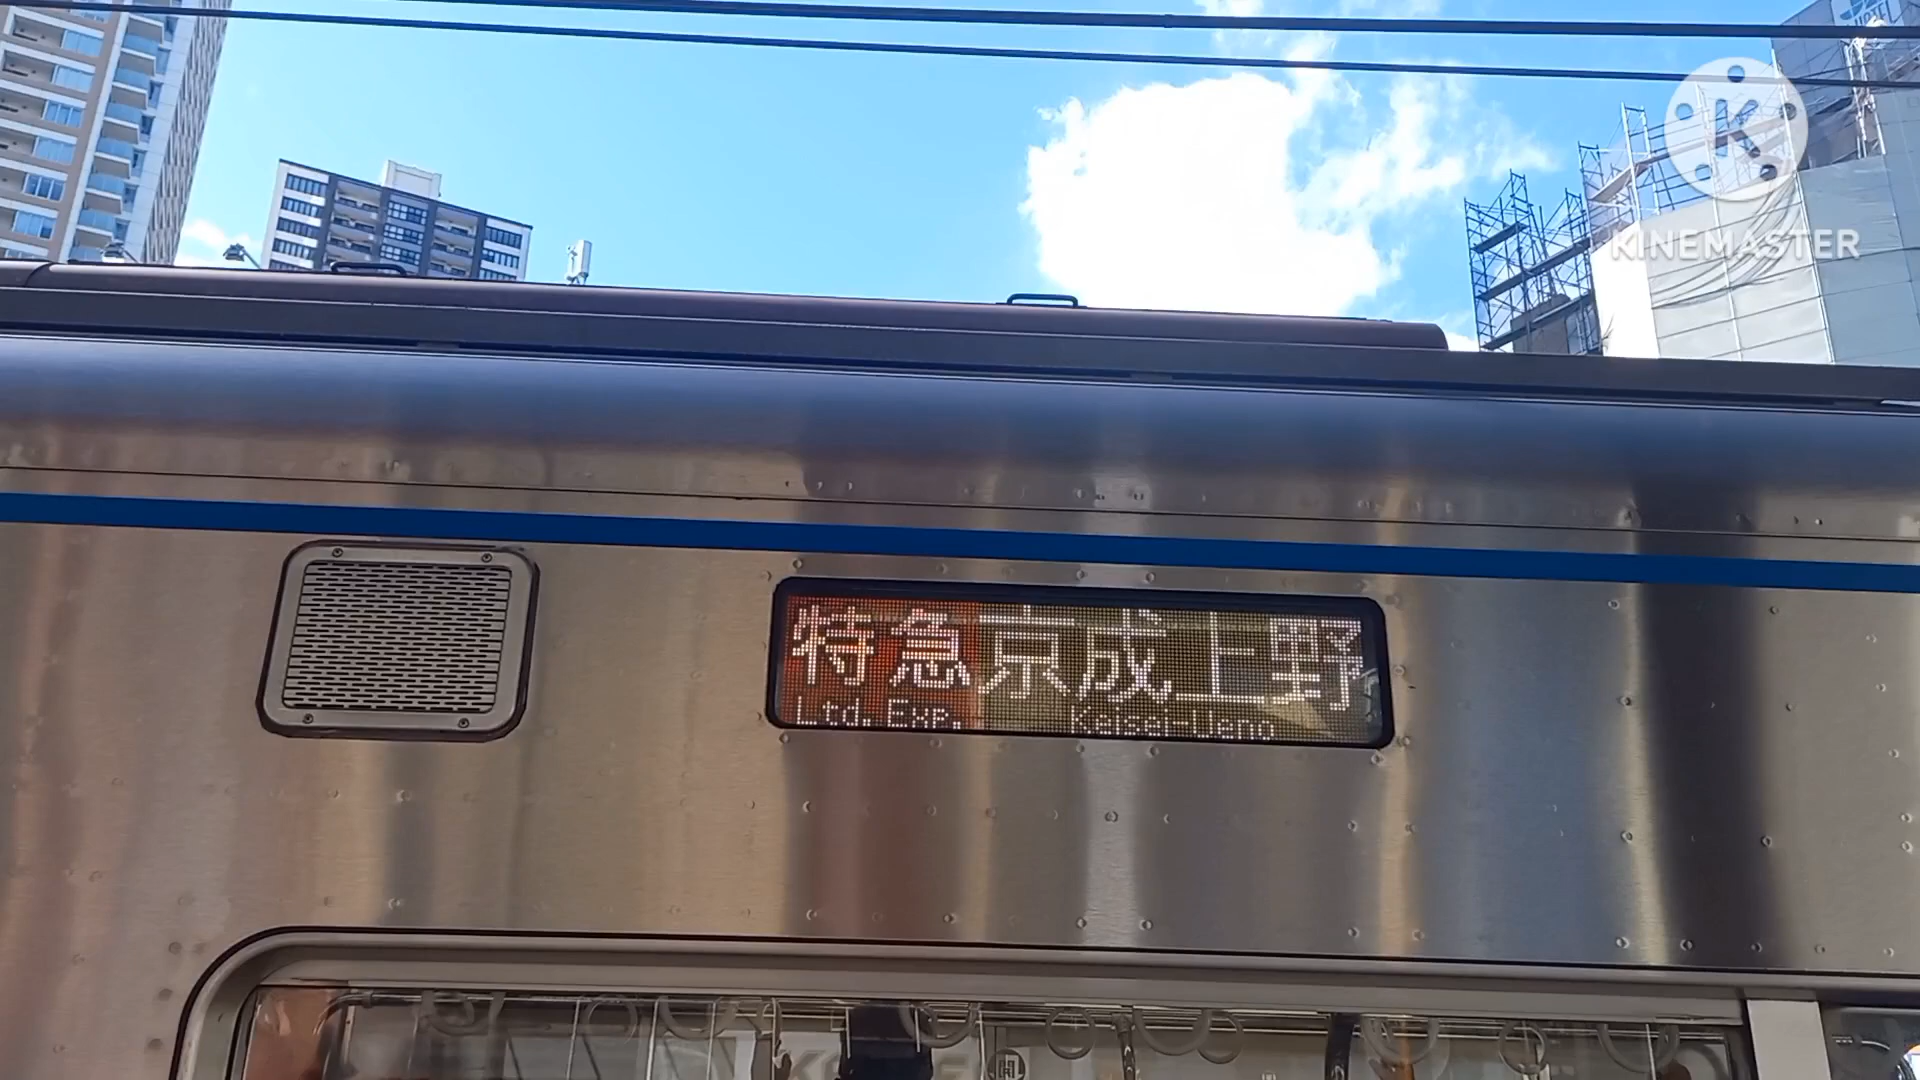 K
KINEMASTER
特急京成上野
Ltd. Exp. Keisei-Ueno